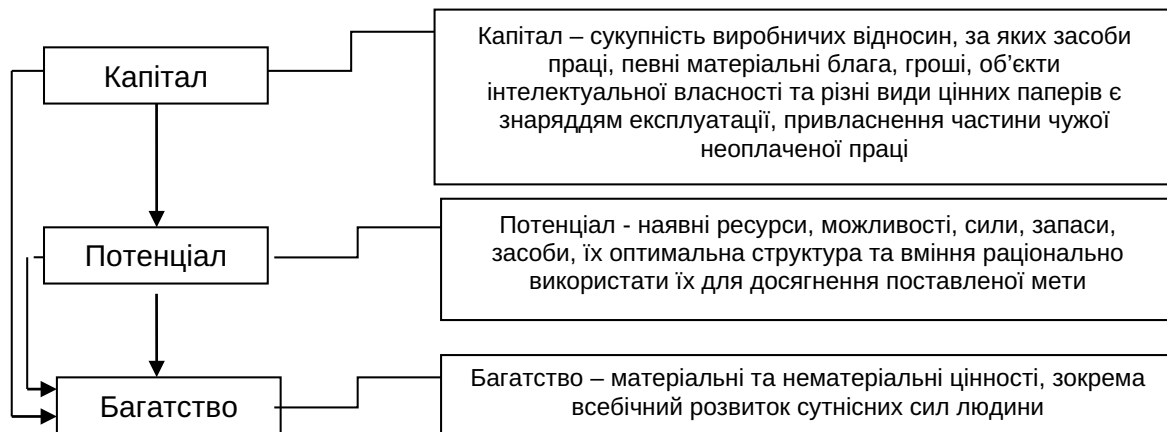 Капітал
Капітал – сукупність виробничих відносин, за яких засоби
праці, певні матеріальні блага, гроші, об’єкти
інтелектуальної власності та різні види цінних паперів є
знаряддям експлуатації, привласнення частини чужої
неоплаченої праці
Потенціал
Потенціал - наявні ресурси, можливості, сили, запаси,
засоби, їх оптимальна структура та вміння раціонально
використати їх для досягнення поставленої мети
Багатство
Багатство – матеріальні та нематеріальні цінності, зокрема
всебічний розвиток сутнісних сил людини